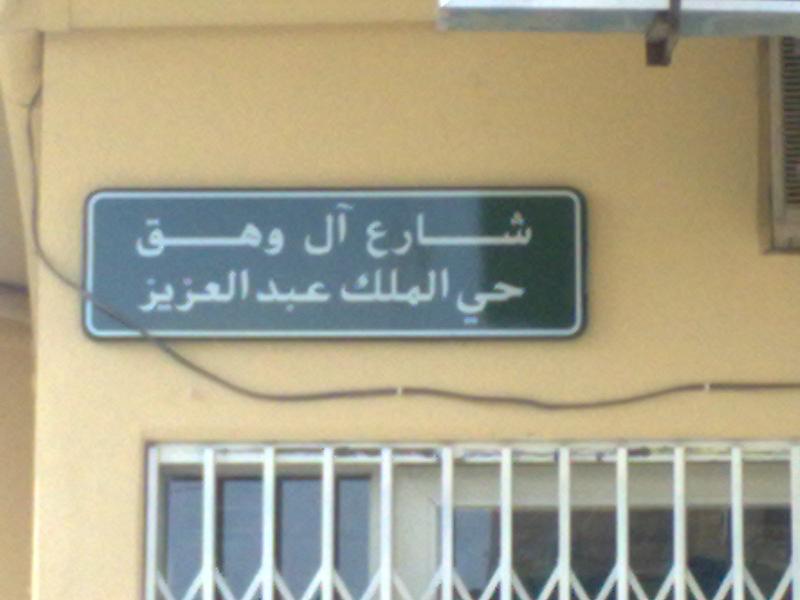 شارع آل وهق
حي الملك عبدالعزيز